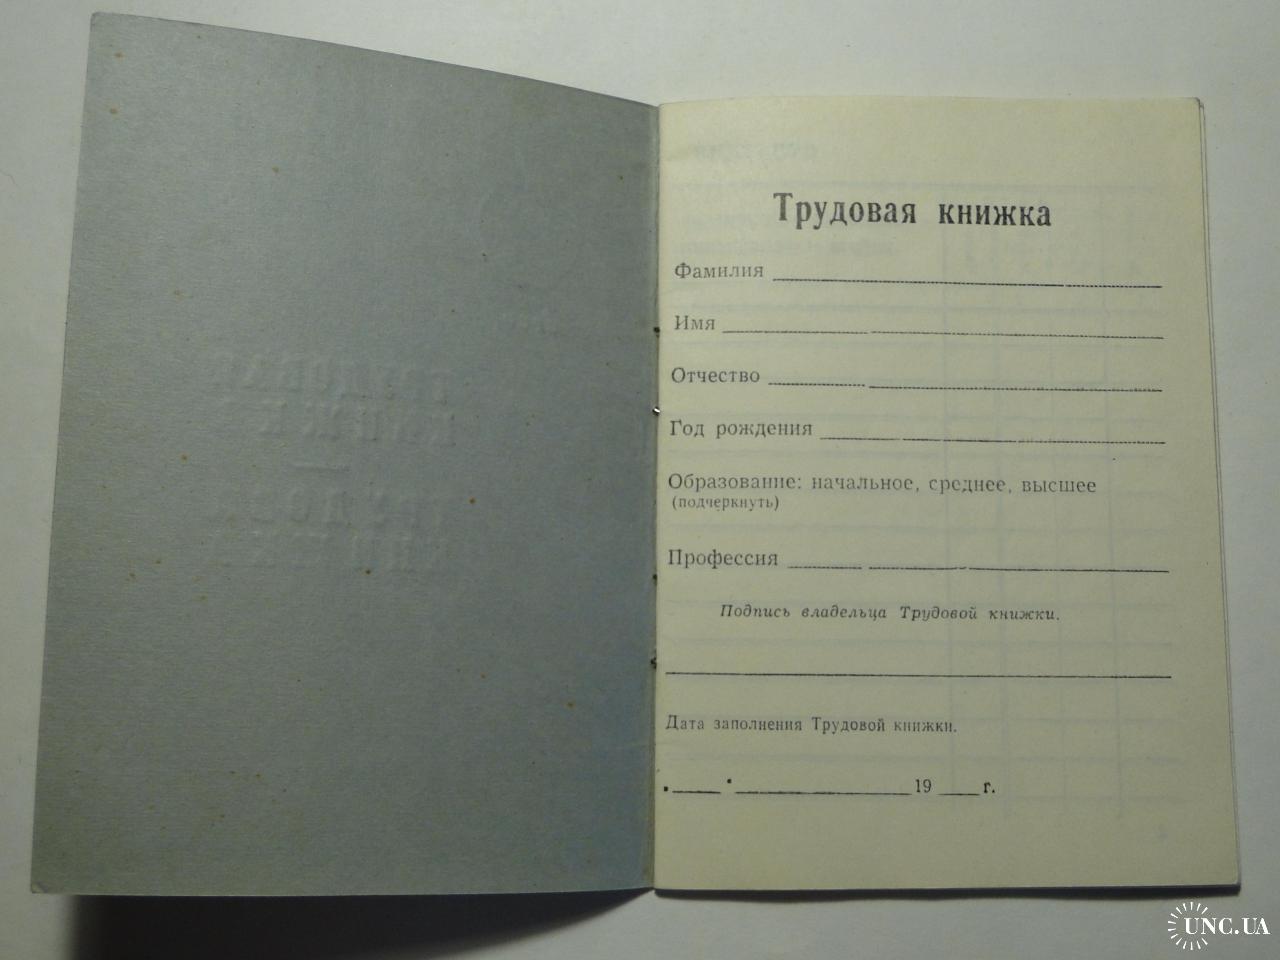 Трудовая книжка
Фамилия
Имя
Отчество
Год рождения
Образование: начальное, среднее, высшее
(подчеркнуть)
Профессия
Подпись владельца Трудовой книжки.
Дата заполнения Трудовой книжки.
19 г.
UNC.UA